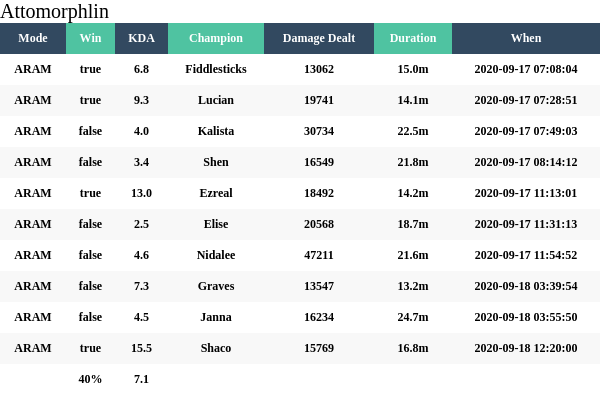 Attomorphlin
Mode Win KDA Champion Damage Dealt Duration When
ARAM true 6.8 Fiddlesticks 13062 15.0m 2020-09-17 07:08:04
ARAM true 9.3 Lucian 19741 14.1m 2020-09-17 07:28:51
ARAM false 4.0 Kalista 30734 22.5m 2020-09-17 07:49:03
ARAM false 3.4 Shen 16549 21.8m 2020-09-17 08:14:12
ARAM true 13.0 Ezreal 18492 14.2m 2020-09-17 11:13:01
ARAM false 2.5 Elise 20568 18.7m 2020-09-17 11:31:13
ARAM false 4.6 Nidalee 47211 21.6m 2020-09-17 11:54:52
ARAM false 7.3 Graves 13547 13.2m 2020-09-18 03:39:54
ARAM false 4.5 Janna 16234 24.7m 2020-09-18 03:55:50
ARAM true 15.5 Shaco 15769 16.8m 2020-09-18 12:20:00
40% 7.1